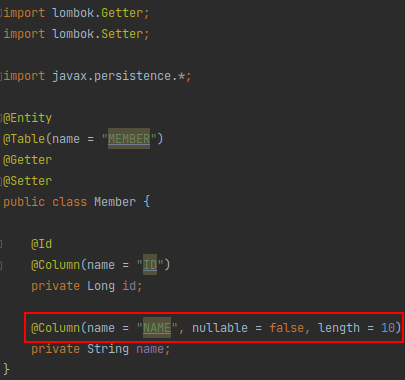 import lombok.Getter;
import lombok.Setter;
import javax.persistence.*;
@Entity
@Table(name = "MEMBER")
@Getter
@Setter
public class Member {
@Id
@Column(name = "ID")
private Long id;
@Column(name = "NAME", nullable = false, length = 10)
private String name;
}